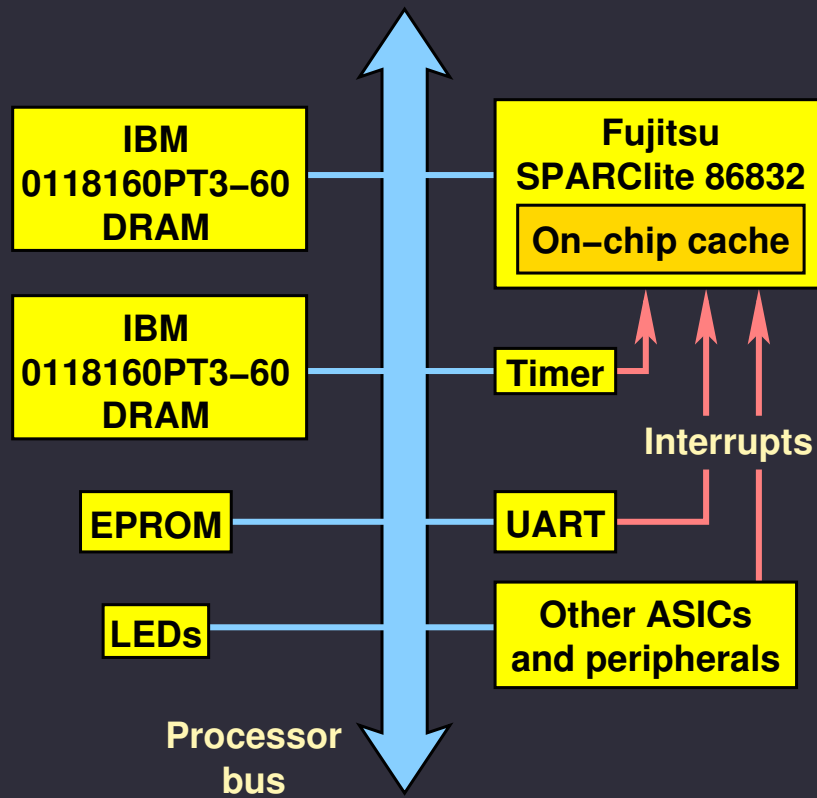 IBM
0118160PT3−60
DRAM
Fujitsu
SPARClite 86832
On−chip cache
IBM
0118160PT3−60
DRAM
Timer
Interrupts
EPROM
UART
LEDs
Other ASICs
and peripherals
Processor
bus